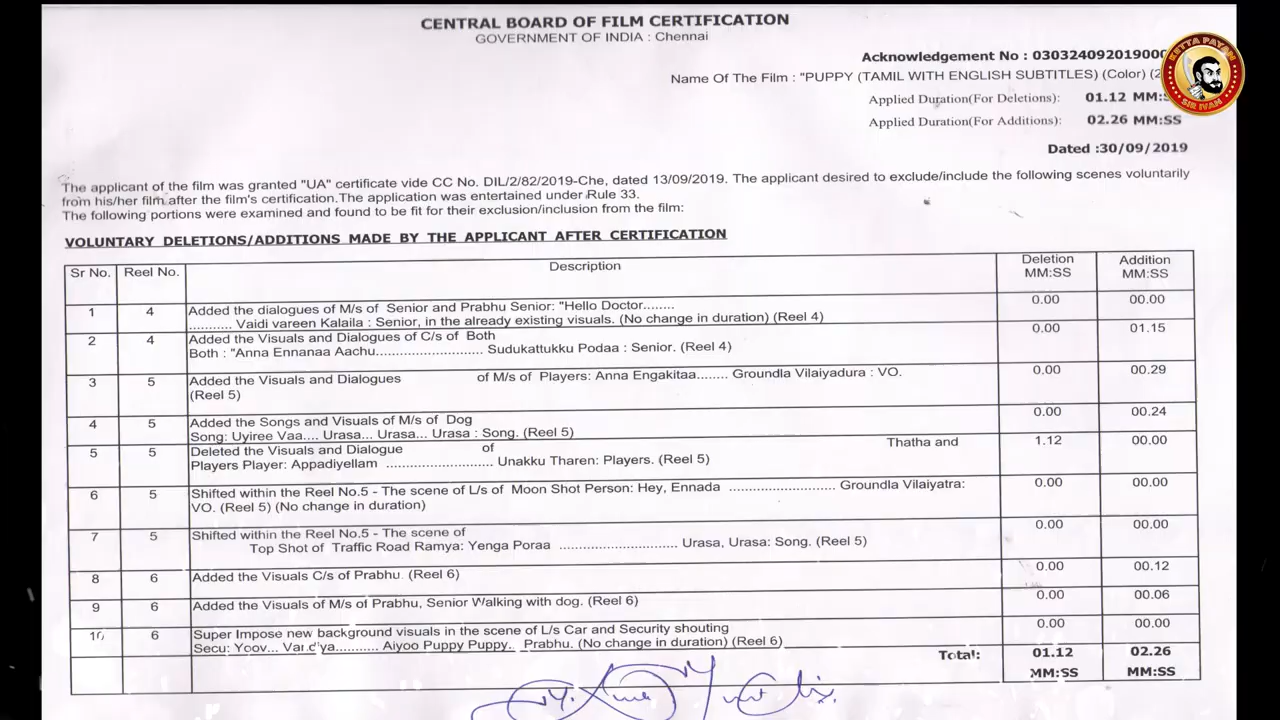 CENTRAL BOARD OF FILM CERTIFICATION
GOVERNMENT OF INDIA : Chennai
Acknowledgement No : 030324092019000
Name Of The Film : "PUPPY (TAMIL WITH ENGLISH SUBTITLES) (Color) (2
Applied Duration(For Deletions): 01.12 MM:S
Applied Duration(For Additions): 02.26 MM:SS
Dated :30/09/2019
KETTA PAYAN
SIR IVAN
The applicant of the film was granted "UA" certificate vide CC No. DIL/2/82/2019-Che, dated 13/09/2019. The applicant desired to exclude/include the following scenes voluntarily
from his/her film after the film's certification.The application was entertained under Rule 33.
The following portions were examined and found to be fit for their exclusion/inclusion from the film:
VOLUNTARY DELETIONS/ADDITIONS MADE BY THE APPLICANT AFTER CERTIFICATION
Sr No. Reel No. Description Deletion MM:SS Addition MM:SS
1 4 Added the dialogues of M/s of Senior and Prabhu Senior: "Hello Doctor........ 0.00 00.00
........... Vaidi vareen Kalaila : Senior, in the already existing visuals. (No change in duration) (Reel 4)
2 4 Added the Visuals and Dialogues of C/s of Both 0.00 01.15
Both : "Anna Ennanaa Aachu.......................... Sudukattukku Podaa : Senior. (Reel 4)
3 5 Added the Visuals and Dialogues of M/s of Players: Anna Engakitaa........ Groundla Vilaiyadura : VO. 0.00 00.29
(Reel 5)
4 5 Added the Songs and Visuals of M/s of Dog 0.00 00.24
Song: Uyiree Vaa.... Urasa... Urasa... Urasa : Song. (Reel 5)
5 5 Deleted the Visuals and Dialogue of Thatha and 1.12 00.00
Players Player: Appadiyellam .......................... Unakku Tharen: Players. (Reel 5)
6 5 Shifted within the Reel No.5 - The scene of L/s of Moon Shot Person: Hey, Ennada .......................... Groundla Vilaiyatra: 0.00 00.00
VO. (Reel 5) (No change in duration)
7 5 Shifted within the Reel No.5 - The scene of 0.00 00.00
Top Shot of Traffic Road Ramya: Yenga Poraa ............................. Urasa, Urasa: Song. (Reel 5)
8 6 Added the Visuals C/s of Prabhu. (Reel 6) 0.00 00.12
9 6 Added the Visuals of M/s of Prabhu, Senior Walking with dog. (Reel 6) 0.00 00.06
10 6 Super Impose new background visuals in the scene of L/s Car and Security shouting 0.00 00.00
Secu: Yoov... .......... Aiyoo Puppy Puppy.. Prabhu. (No change in duration) (Reel 6)
Total: 01.12 MM:SS 02.26 MM:SS